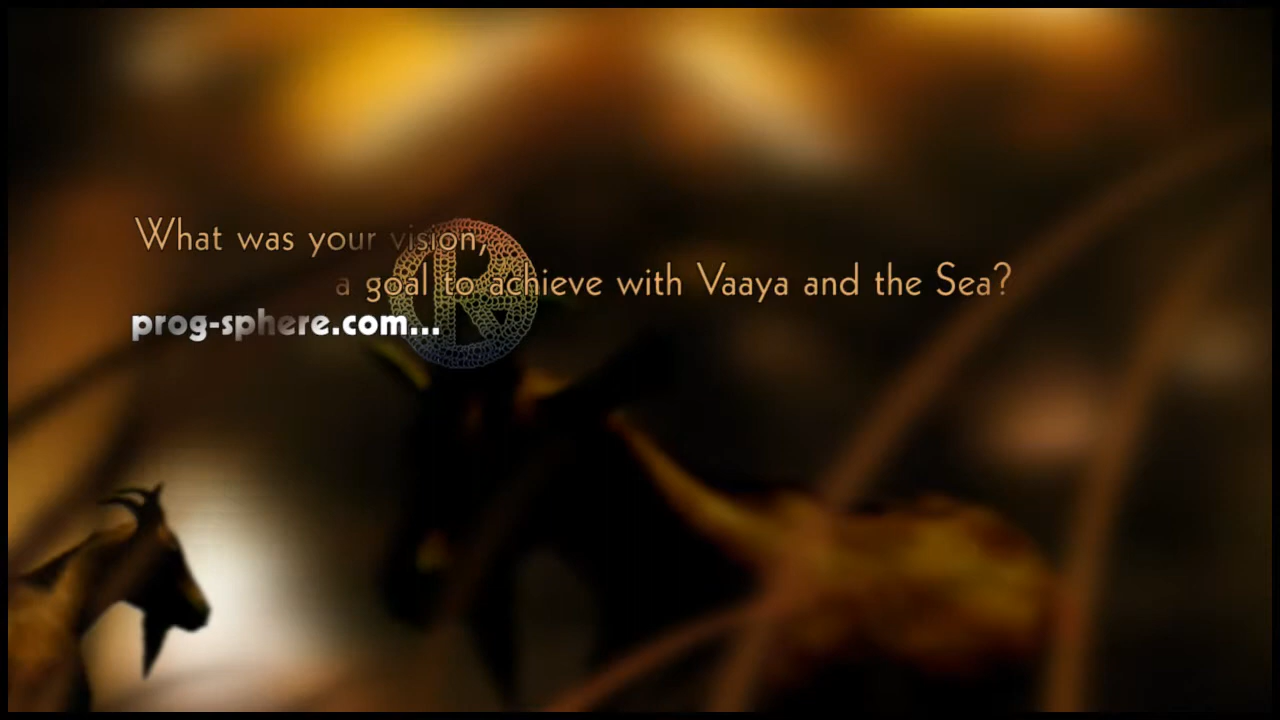 What was your vision,
a goal to achieve with Vaaya and the Sea?
prog-sphere.com...